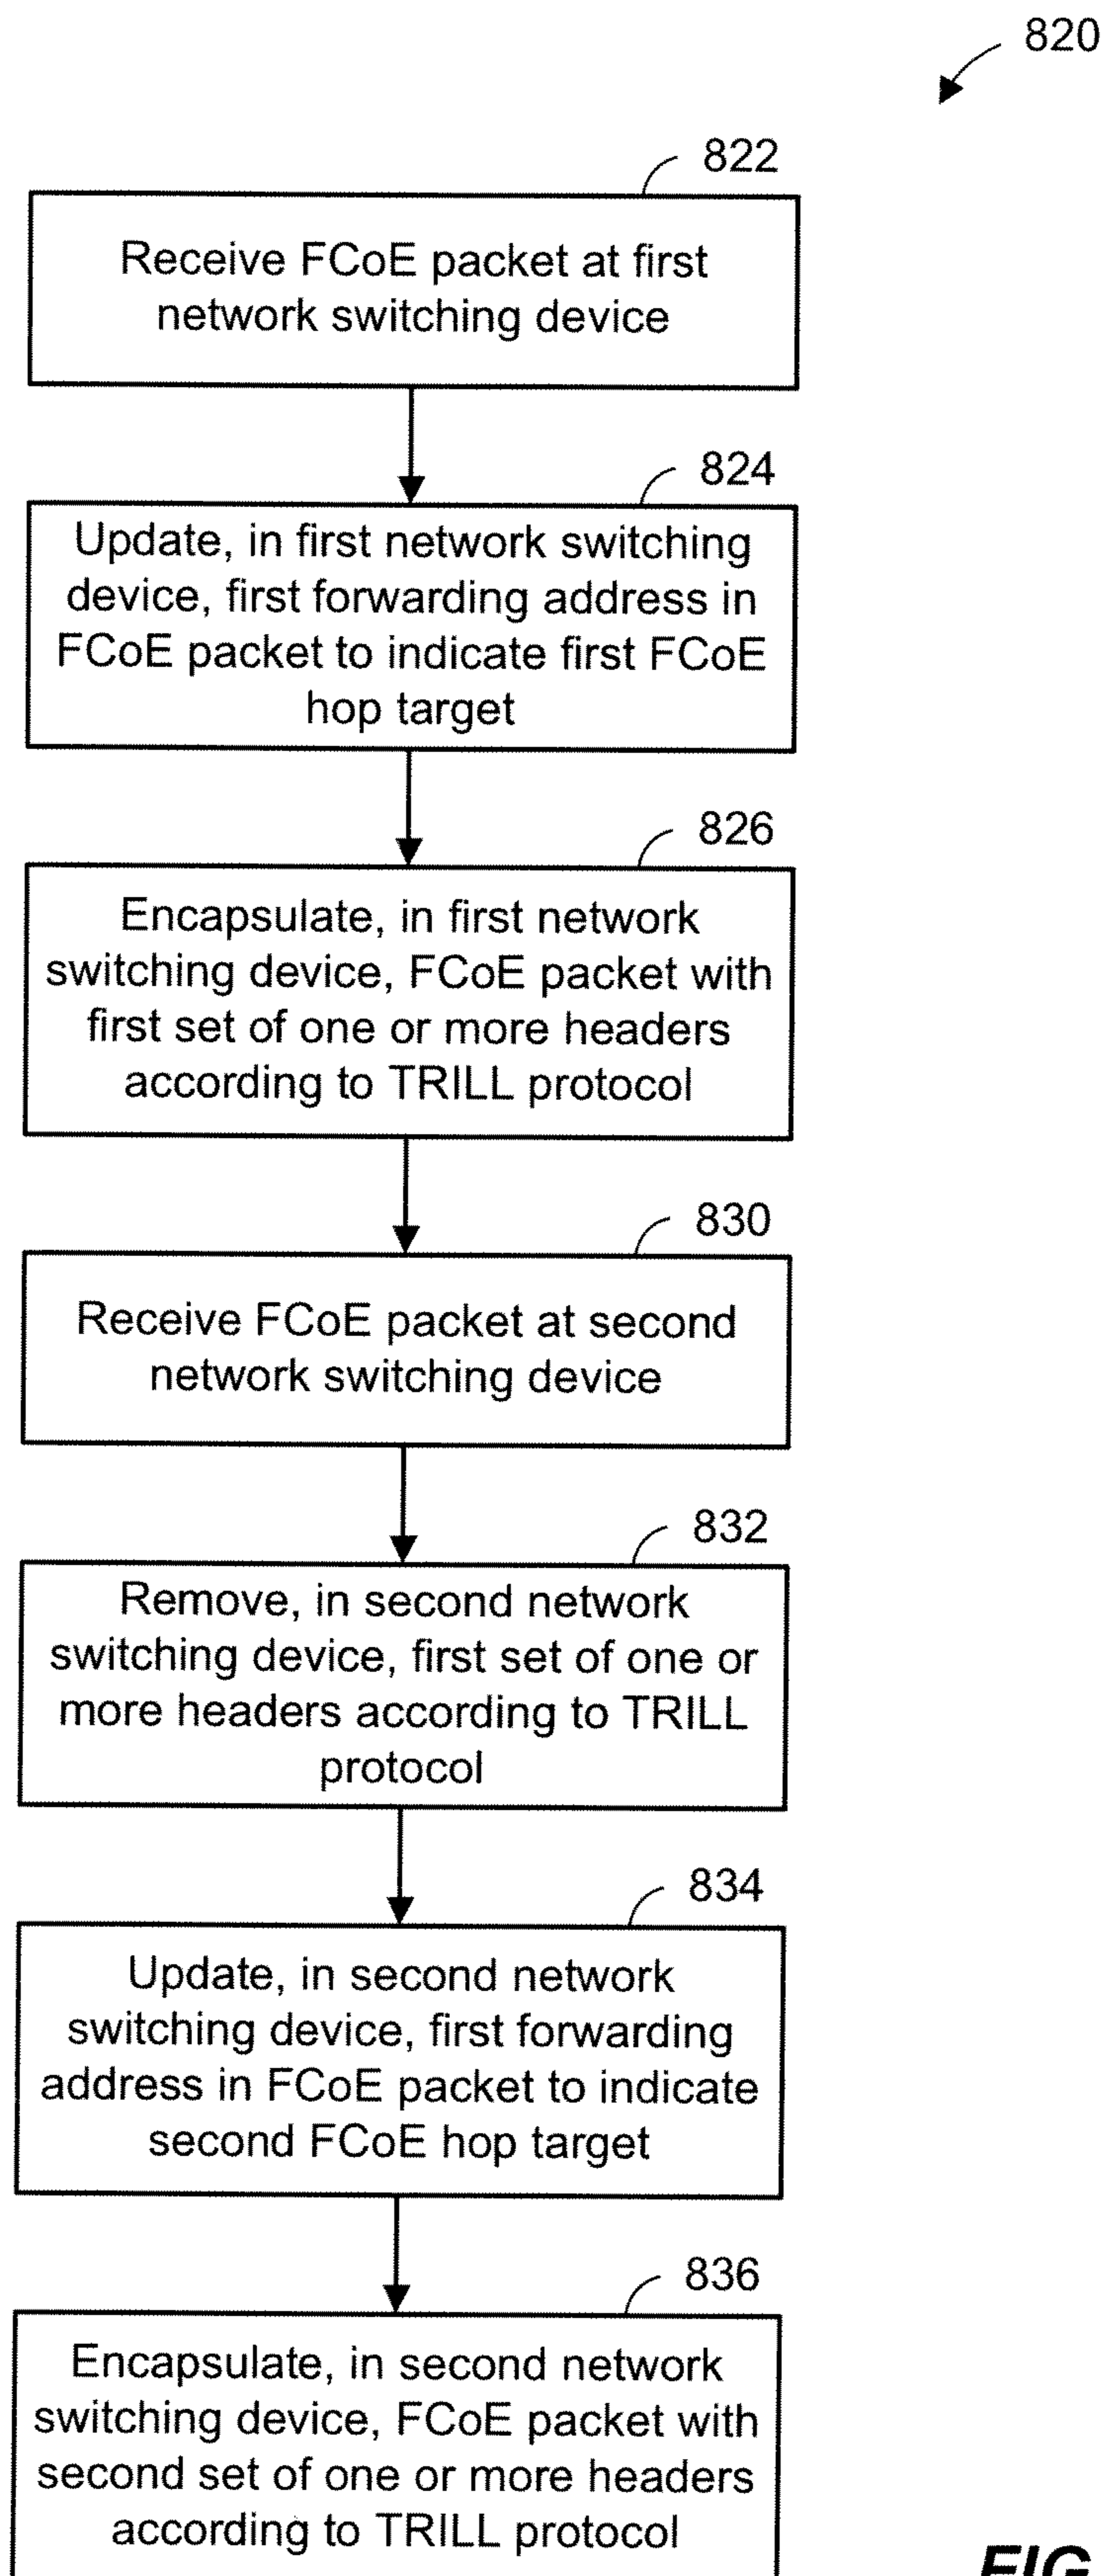 820
822
Receive FCoE packet at first
network switching device
824
Update, in first network switching
device, first forwarding address in
FCoE packet to indicate first FCoE
hop target
826
Encapsulate, in first network
switching device, FCoE packet with
first set of one or more headers
according to TRILL protocol
830
Receive FCoE packet at second
network switching device
832
Remove, in second network
switching device, first set of one or
more headers according to TRILL
protocol
834
Update, in second network
switching device, first forwarding
address in FCoE packet to indicate
second FCoE hop target
836
Encapsulate, in second network
switching device, FCoE packet with
second set of one or more headers
according to TRILL protocol
FIG